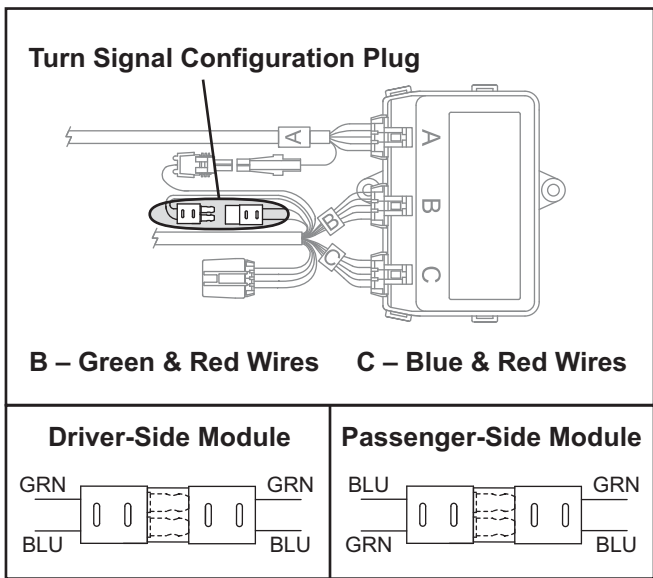 Turn Signal Configuration Plug
A
A
B
B
C
C
B – Green & Red Wires C – Blue & Red Wires
Driver-Side Module
GRN GRN
BLU BLU
Passenger-Side Module
BLU GRN
GRN BLU